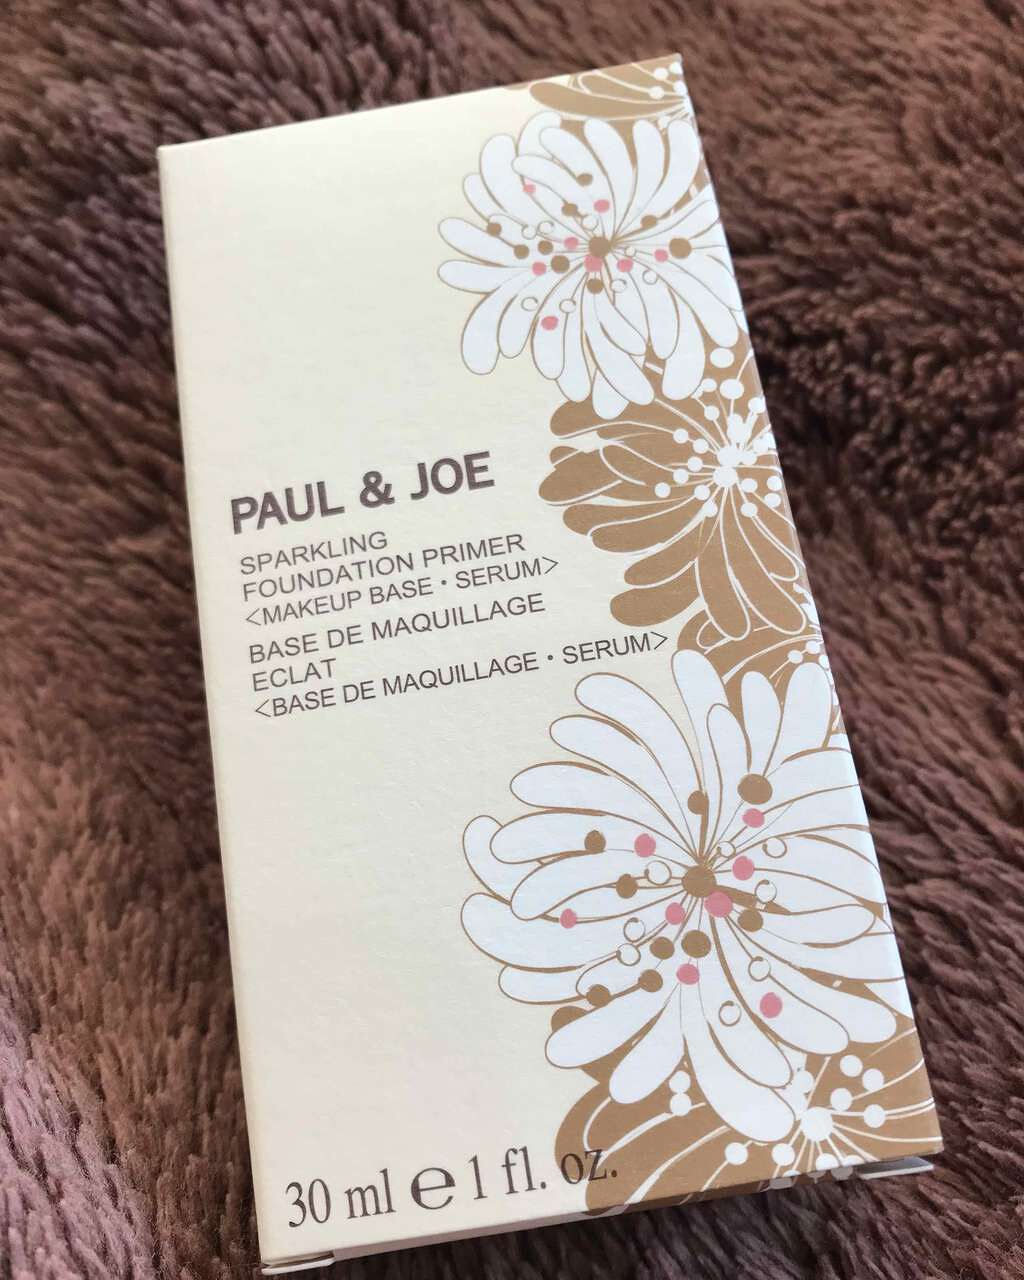 PAUL & JOE
SPARKLING
FOUNDATION PRIMER
<MAKEUP BASE・SERUM>
BASE DE MAQUILLAGE
ECLAT
<BASE DE MAQUILLAGE・SERUM>
30 ml ℮ 1 fl. oz.